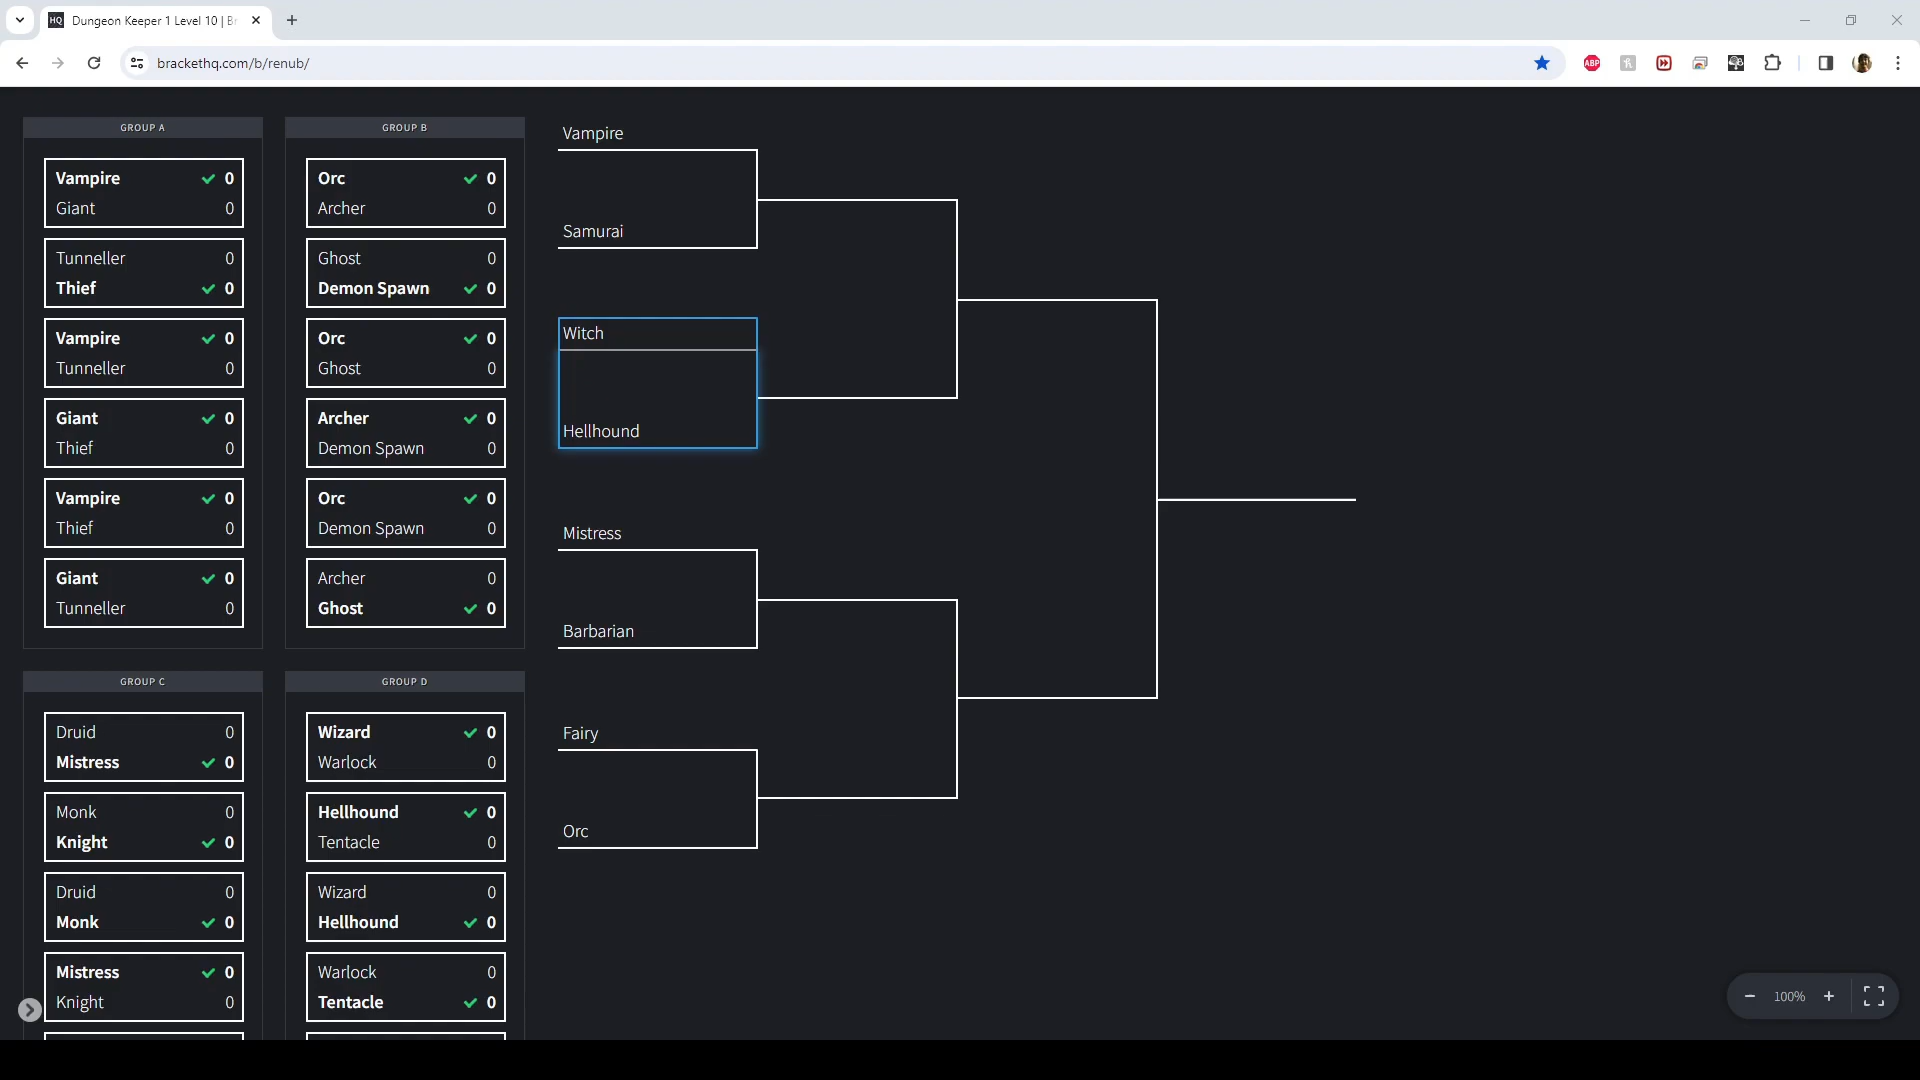 HQ Dungeon Keeper 1 Level 10 | Br
brackethq.com/b/renub/
ABP
GROUP A
Vampire 0
Giant 0
Tunneller 0
Thief 0
Vampire 0
Tunneller 0
Giant 0
Thief 0
Vampire 0
Thief 0
Giant 0
Tunneller 0
GROUP B
Orc 0
Archer 0
Ghost 0
Demon Spawn 0
Orc 0
Ghost 0
Archer 0
Demon Spawn 0
Orc 0
Demon Spawn 0
Archer 0
Ghost 0
GROUP C
Druid 0
Mistress 0
Monk 0
Knight 0
Druid 0
Monk 0
Mistress 0
Knight 0
GROUP D
Wizard 0
Warlock 0
Hellhound 0
Tentacle 0
Wizard 0
Hellhound 0
Warlock 0
Tentacle 0
Vampire
Samurai
Witch
Hellhound
Mistress
Barbarian
Fairy
Orc
100%